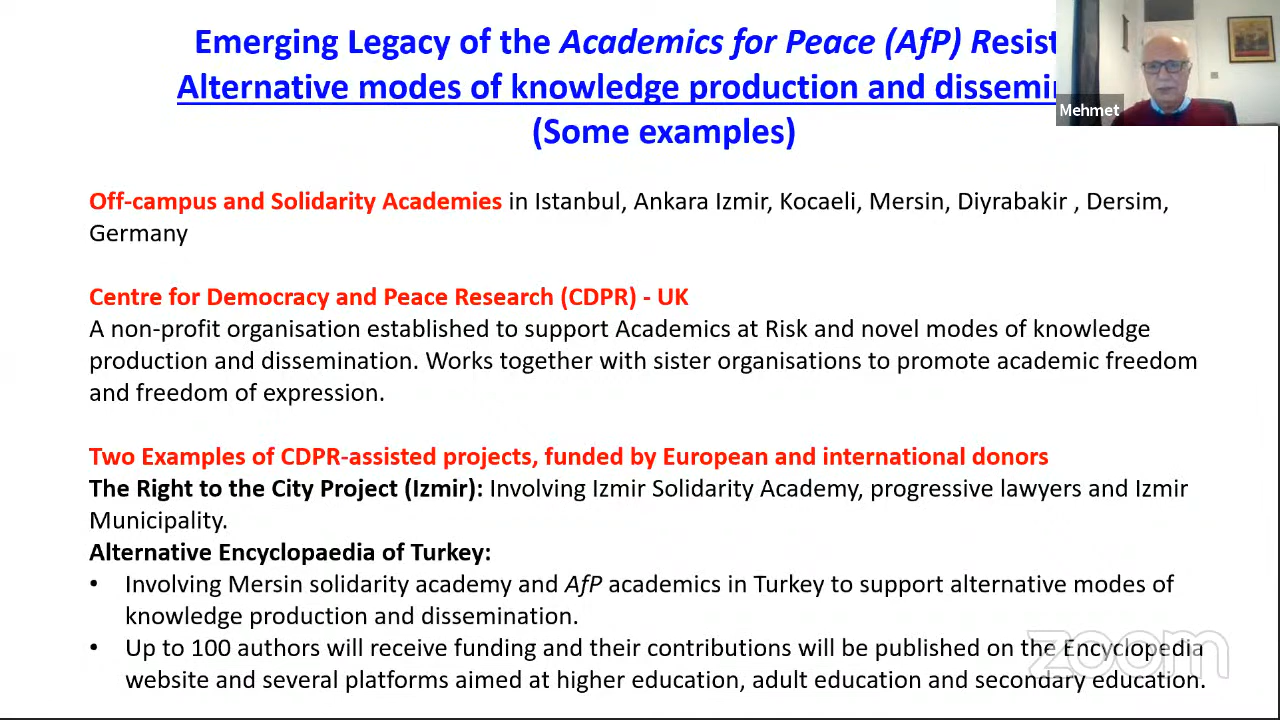 Emerging Legacy of the Academics for Peace (AfP) Resist
Alternative modes of knowledge production and dissemin
(Some examples)
Mehmet
Off-campus and Solidarity Academies in Istanbul, Ankara Izmir, Kocaeli, Mersin, Diyrabakir , Dersim,
Germany
Centre for Democracy and Peace Research (CDPR) - UK
A non-profit organisation established to support Academics at Risk and novel modes of knowledge
production and dissemination. Works together with sister organisations to promote academic freedom
and freedom of expression.
Two Examples of CDPR-assisted projects, funded by European and international donors
The Right to the City Project (Izmir): Involving Izmir Solidarity Academy, progressive lawyers and Izmir
Municipality.
Alternative Encyclopaedia of Turkey:
• Involving Mersin solidarity academy and AfP academics in Turkey to support alternative modes of
knowledge production and dissemination.
• Up to 100 authors will receive funding and their contributions will be published on the Encyclopedia
website and several platforms aimed at higher education, adult education and secondary education.
zoom